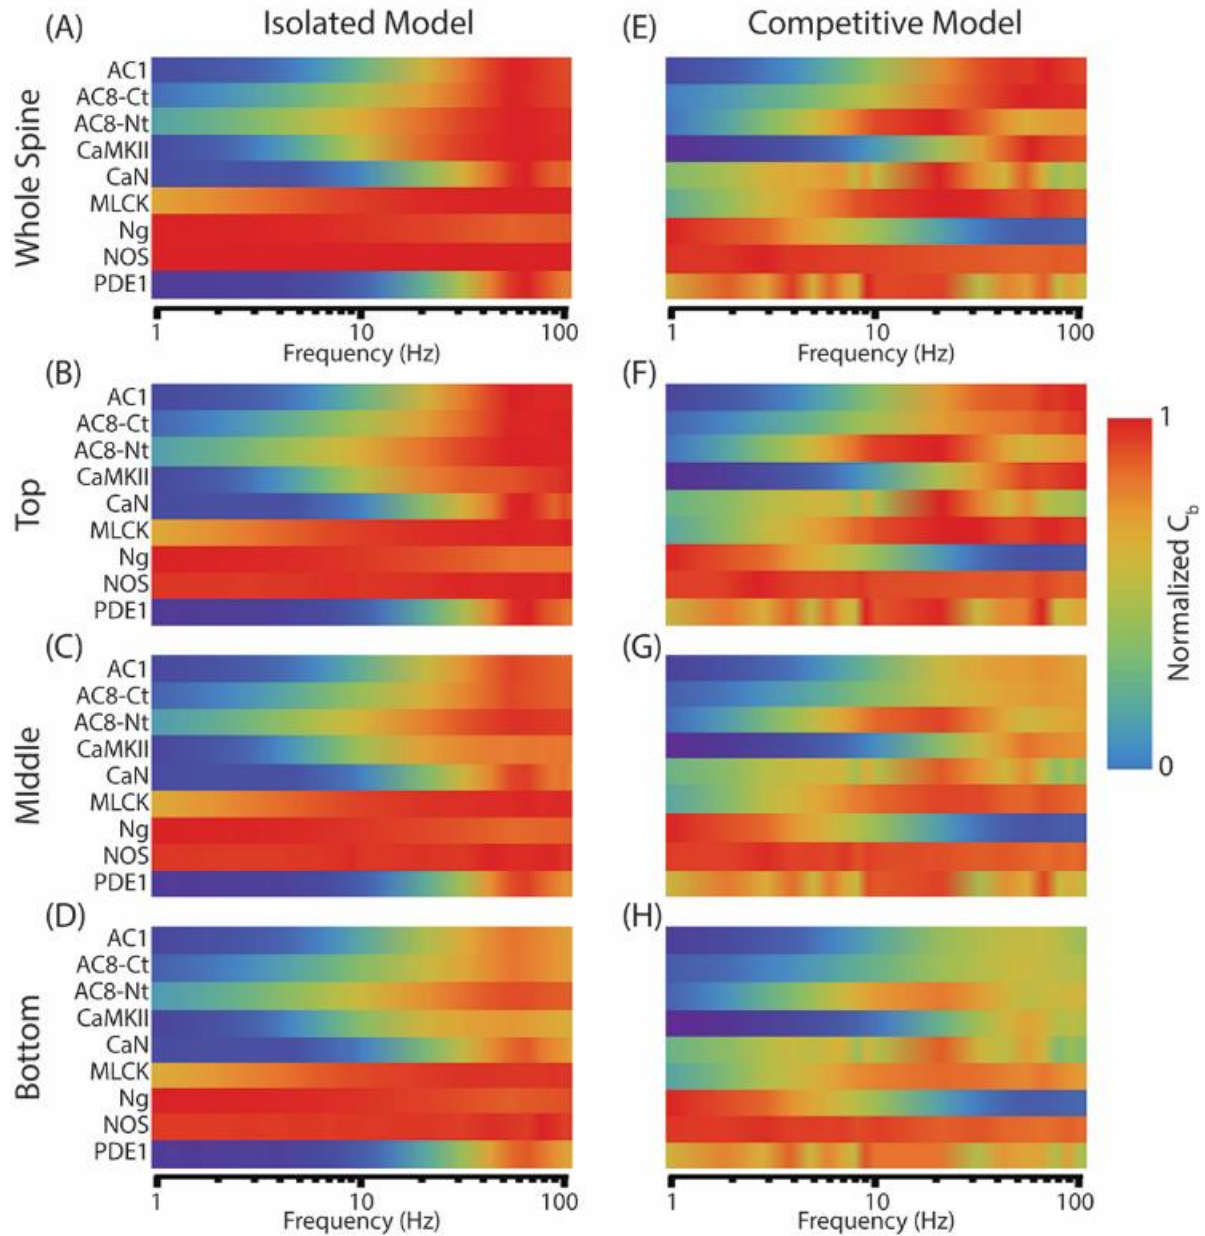 Isolated Model
Competitive Model
(A)
(E)
Whole Spine
AC1
AC8-Ct
AC8-Nt
CaMKII
CaN
MLCK
Ng
NOS
PDE1
1 10 100
Frequency (Hz)
1 10 100
Frequency (Hz)
(B)
(F)
Top
AC1
AC8-Ct
AC8-Nt
CaMKII
CaN
MLCK
Ng
NOS
PDE1
1
Normalized C_b
0
(C)
(G)
MIddle
AC1
AC8-Ct
AC8-Nt
CaMKII
CaN
MLCK
Ng
NOS
PDE1
(D)
(H)
Bottom
AC1
AC8-Ct
AC8-Nt
CaMKII
CaN
MLCK
Ng
NOS
PDE1
1 10 100
Frequency (Hz)
1 10 100
Frequency (Hz)